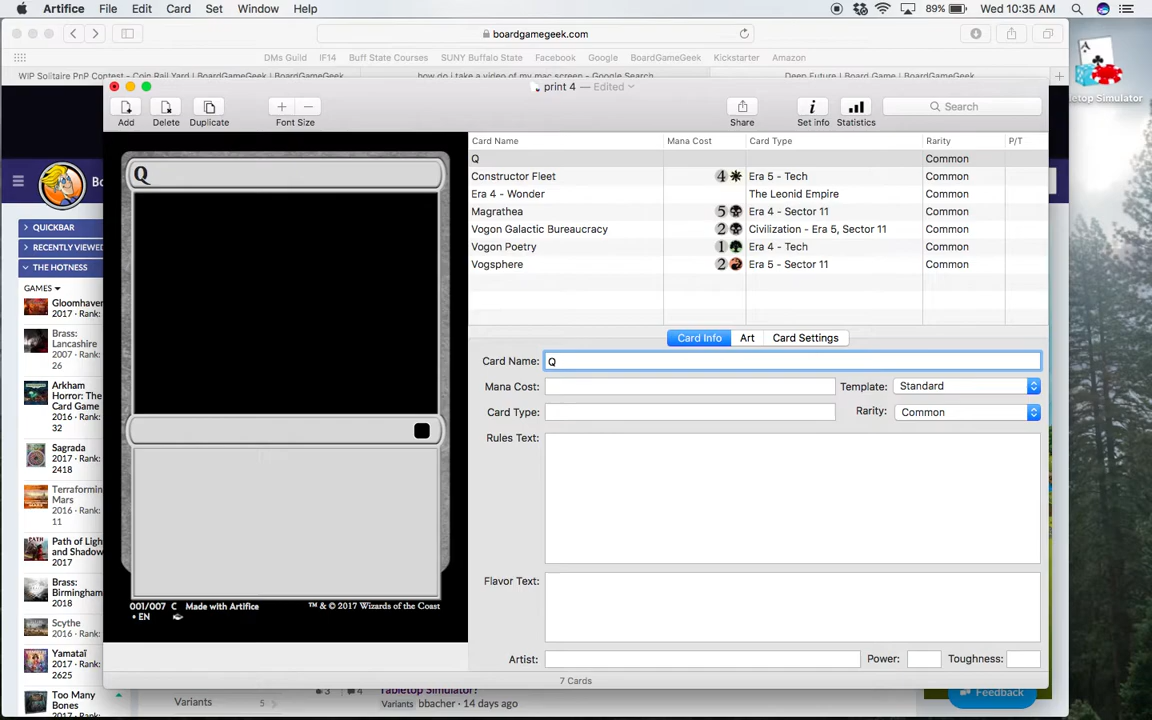 Artifice File Edit Card Set Window Help 89% Wed 10:35 AM
boardgamegeek.com
DMs Guild IF14 Buff State Courses SUNY Buffalo State Facebook Google BoardGameGeek Kickstarter Amazon
WIP Solitaire PnP Contest - Coin Rail Yard | BoardGameGeek how do i take a video of my mac screen - Google Search Deep Future | Board Game | BoardGameGeek
print 4 — Edited
Add Delete Duplicate Font Size Share Set info Statistics Search
Card Name Mana Cost Card Type Rarity P/T
Q Common
Constructor Fleet 4 Era 5 - Tech Common
Era 4 - Wonder The Leonid Empire Common
Magrathea 5 Era 4 - Sector 11 Common
Vogon Galactic Bureaucracy 2 Civilization - Era 5, Sector 11 Common
Vogon Poetry 1 Era 4 - Tech Common
Vogsphere 2 Era 5 - Sector 11 Common
Card Info Art Card Settings
Card Name: Q
Mana Cost: Template: Standard
Card Type: Rarity: Common
Rules Text:
Flavor Text:
Artist: Power: Toughness:
7 Cards
Q
001/007 C Made with Artifice ™ & © 2017 Wizards of the Coast
• EN
QUICKBAR
RECENTLY VIEWED
THE HOTNESS
GAMES
Gloomhaven
2017 · Rank:
Brass:
Lancashire
2007 · Rank:
26
Arkham
Horror: The
Card Game
2016 · Rank:
32
Sagrada
2017 · Rank:
2418
Terraforming
Mars
2016 · Rank:
11
Path of Light
and Shadow
2017
Brass:
Birmingham
2018
Scythe
2016 · Rank:
Yamataï
2017 · Rank:
2625
Too Many
Bones
2017 · Rank:
Variants 5
3 4 Tabletop Simulator?
Variants bbacher · 14 days ago
Feedback
A
Simulator